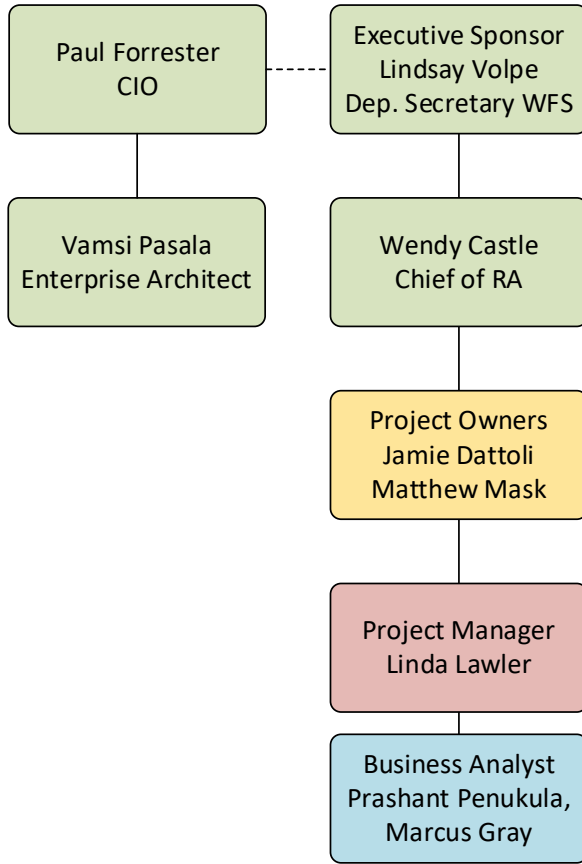 Paul Forrester
CIO
Executive Sponsor
Lindsay Volpe
Dep. Secretary WFS
Vamsi Pasala
Enterprise Architect
Wendy Castle
Chief of RA
Project Owners
Jamie Dattoli
Matthew Mask
Project Manager
Linda Lawler
Business Analyst
Prashant Penukula,
Marcus Gray